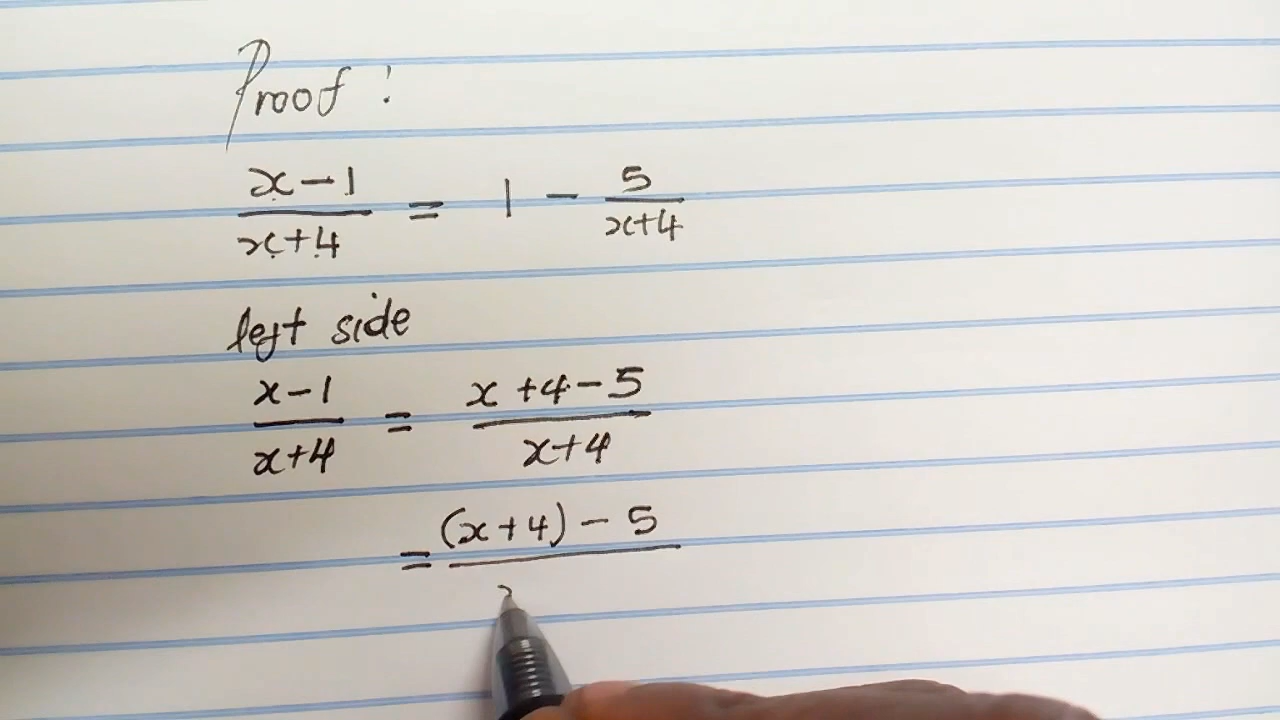 Proof :
x - 1 / x + 4 = 1 - 5 / x + 4
left side
x - 1 / x + 4 = x + 4 - 5 / x + 4
= (x + 4) - 5